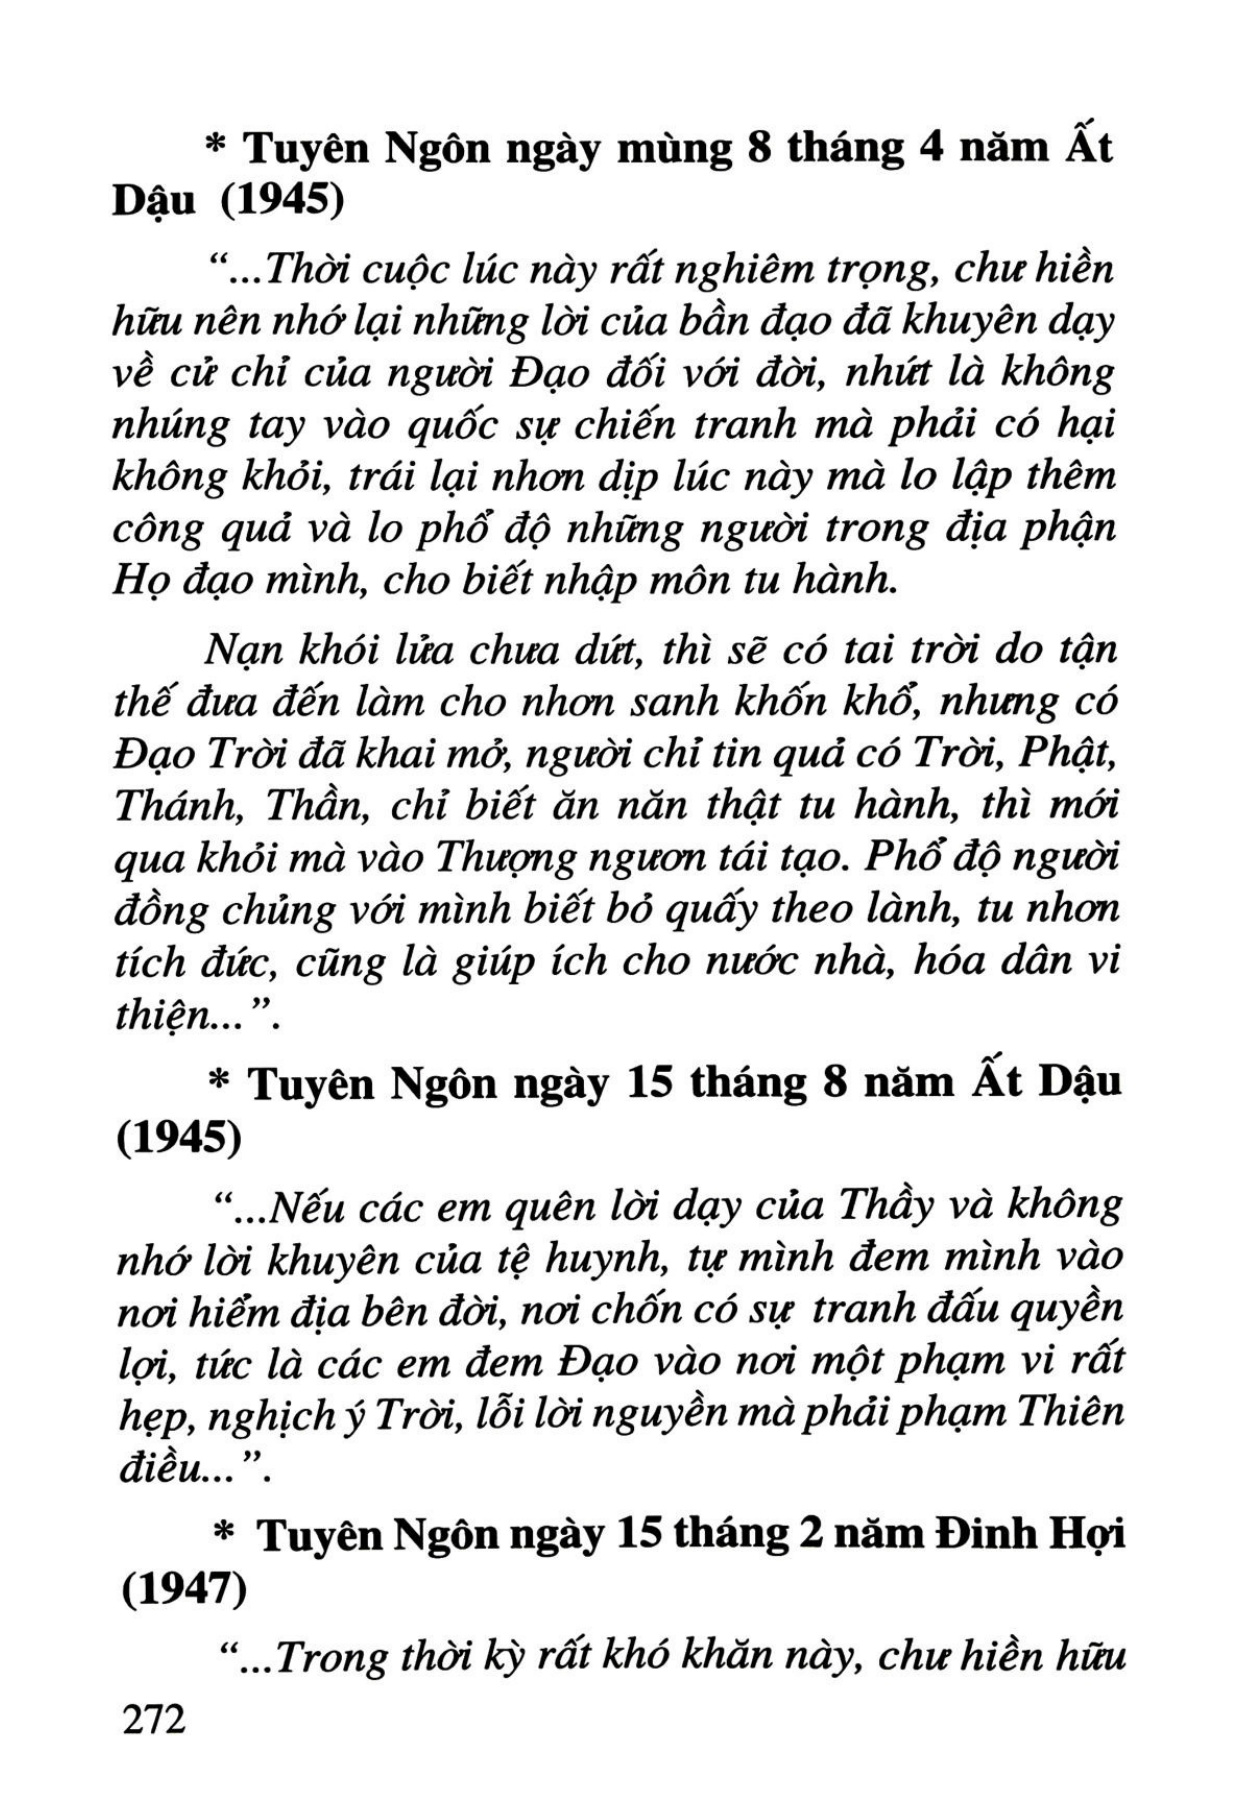 * Tuyên Ngôn ngày mùng 8 tháng 4 năm Ất
Dậu (1945)
“...Thời cuộc lúc này rất nghiêm trọng, chư hiền
hữu nên nhớ lại những lời của bần đạo đã khuyên dạy
về cử chỉ của người Đạo đối với đời, nhứt là không
nhúng tay vào quốc sự chiến tranh mà phải có hại
không khỏi, trái lại nhơn dịp lúc này mà lo lập thêm
công quả và lo phổ độ những người trong địa phận
Họ đạo mình, cho biết nhập môn tu hành.
Nạn khói lửa chưa dứt, thì sẽ có tai trời do tận
thế đưa đến làm cho nhơn sanh khốn khổ, nhưng có
Đạo Trời đã khai mở, người chỉ tin quả có Trời, Phật,
Thánh, Thần, chỉ biết ăn năn thật tu hành, thì mới
qua khỏi mà vào Thượng ngươn tái tạo. Phổ độ người
đồng chủng với mình biết bỏ quấy theo lành, tu nhơn
tích đức, cũng là giúp ích cho nước nhà, hóa dân vi
thiện...”.
* Tuyên Ngôn ngày 15 tháng 8 năm Ất Dậu
(1945)
“...Nếu các em quên lời dạy của Thầy và không
nhớ lời khuyên của tệ huynh, tự mình đem mình vào
nơi hiểm địa bên đời, nơi chốn có sự tranh đấu quyền
lợi, tức là các em đem Đạo vào nơi một phạm vi rất
hẹp, nghịch ý Trời, lỗi lời nguyền mà phải phạm Thiên
điều...”.
* Tuyên Ngôn ngày 15 tháng 2 năm Đinh Hợi
(1947)
“...Trong thời kỳ rất khó khăn này, chư hiền hữu
272